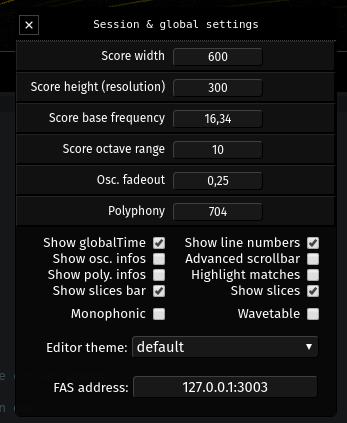 Session & global settings
Score width 600
Score height (resolution) 300
Score base frequency 16,34
Score octave range 10
Osc. fadeout 0,25
Polyphony 704
Show globalTime Show line numbers
Show osc. infos Advanced scrollbar
Show poly. infos Highlight matches
Show slices bar Show slices
Monophonic Wavetable
Editor theme: default
FAS address: 127.0.0.1:3003